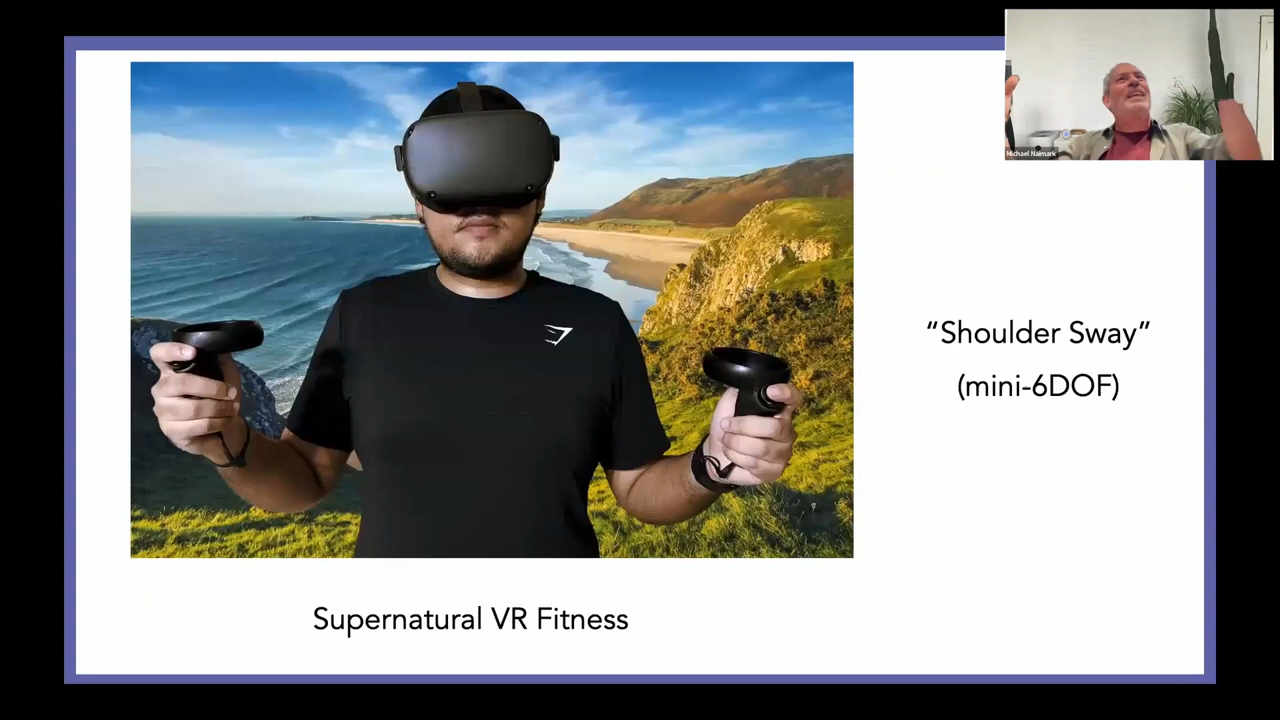 Michael Naimark
“Shoulder Sway”
(mini-6DOF)
Supernatural VR Fitness